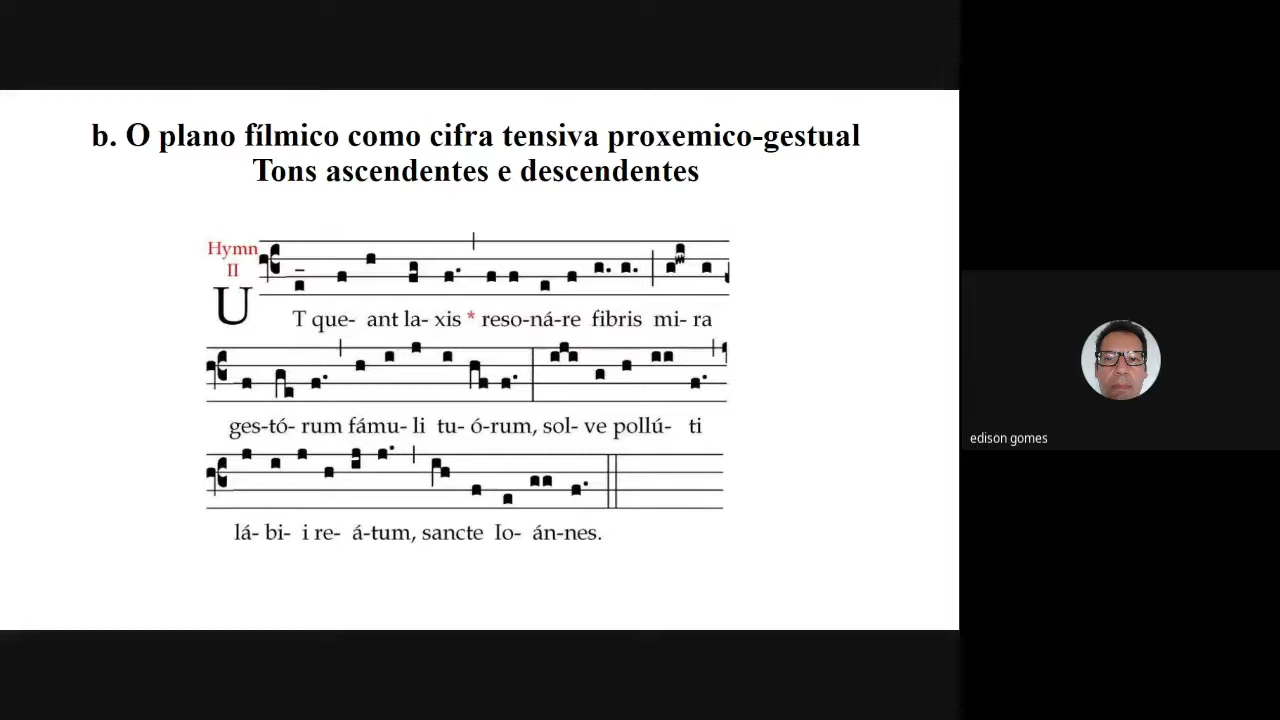 b. O plano fílmico como cifra tensiva proxemico-gestual
Tons ascendentes e descendentes
Hymn
II
U
T que- ant la- xis * reso-ná-re fibris mi- ra
ges-tó- rum fámu- li tu- ó-rum, sol- ve pollú- ti
lá- bi- i re- á-tum, sancte Io- án-nes.
edison gomes